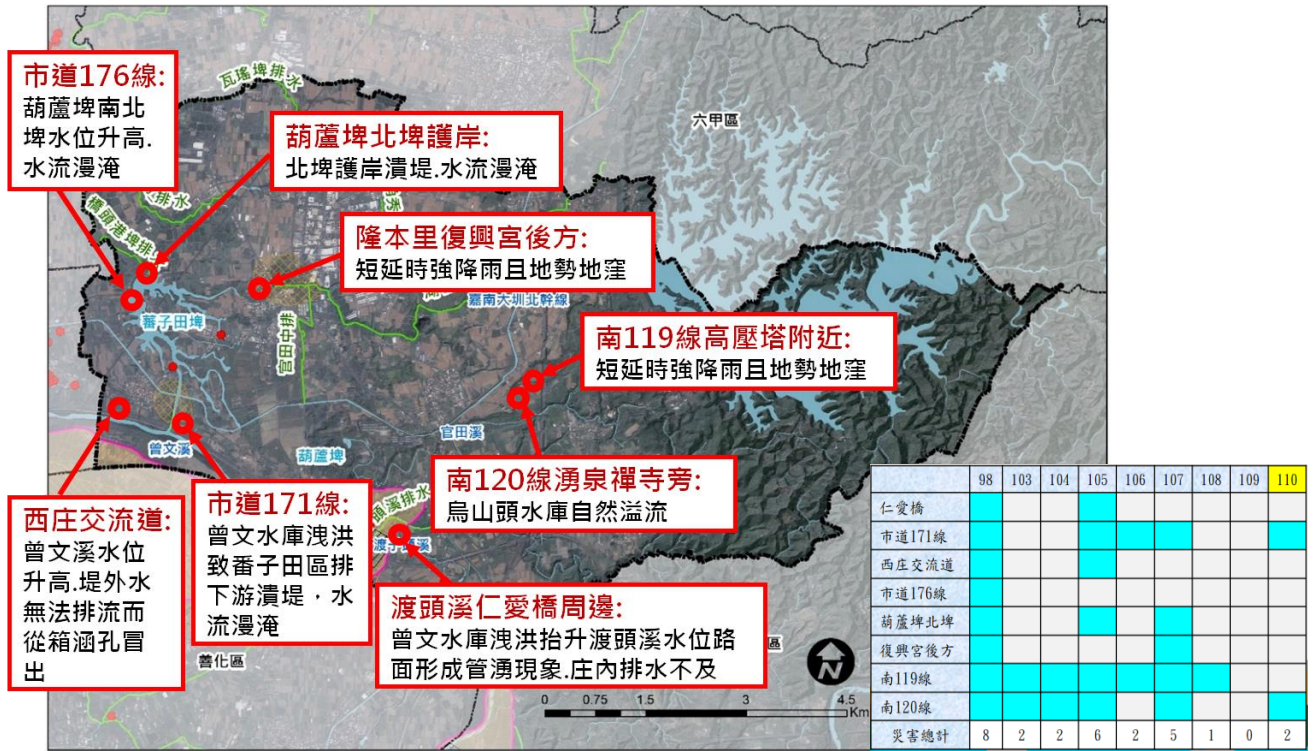 瓦瑤埤排水
六甲區
市道176線:
葫蘆埤南北
埤水位升高.
水流漫淹
葫蘆埤北埤護岸:
北埤護岸潰堤.水流漫淹
排水
橋頭港埤排
隆本里復興宮後方:
短延時強降雨且地勢地窪
嘉南大圳北幹線
蕃子田埤
官田中排
南119線高壓塔附近:
短延時強降雨且地勢地窪
官田溪
曾文溪
葫蘆埤
南120線湧泉禪寺旁:
烏山頭水庫自然溢流
西庄交流道:
曾文溪水位
升高.堤外水
無法排流而
從箱涵孔冒
出
市道171線:
曾文水庫洩洪
致番子田區排
下游潰堤,水
流漫淹
頭溪排水
渡頭溪仁愛橋周邊:
曾文水庫洩洪抬升渡頭溪水位路
面形成管湧現象.庄內排水不及
善化區
區
N
0 0.75 1.5 3 4.5
Km
98 103 104 105 106 107 108 109 110
仁愛橋
市道171線
西庄交流道
市道176線
葫蘆埤北埤
復興宮後方
南119線
南120線
災害總計 8 2 2 6 2 5 1 0 2